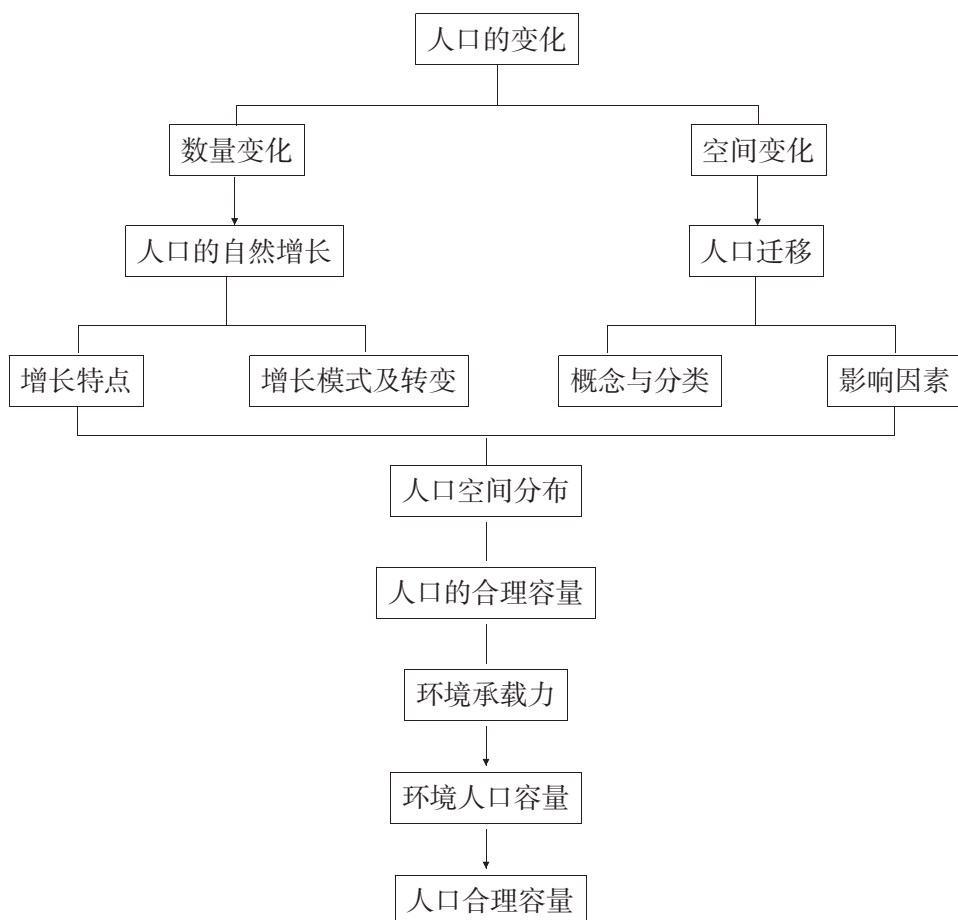 人口的变化
数量变化
空间变化
人口的自然增长
人口迁移
增长特点
增长模式及转变
概念与分类
影响因素
人口空间分布
人口的合理容量
环境承载力
环境人口容量
人口合理容量